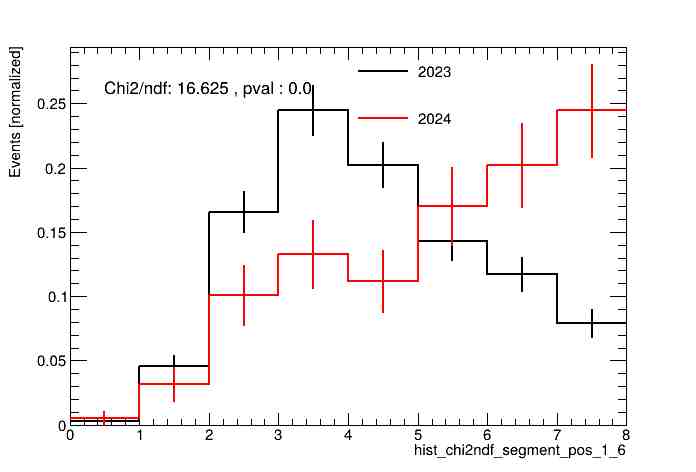 Events [normalized]
Chi2/ndf: 16.625 , pval : 0.0
2023
2024
0.25
0.2
0.15
0.1
0.05
0
0 1 2 3 4 5 6 7 8
hist_chi2ndf_segment_pos_1_6